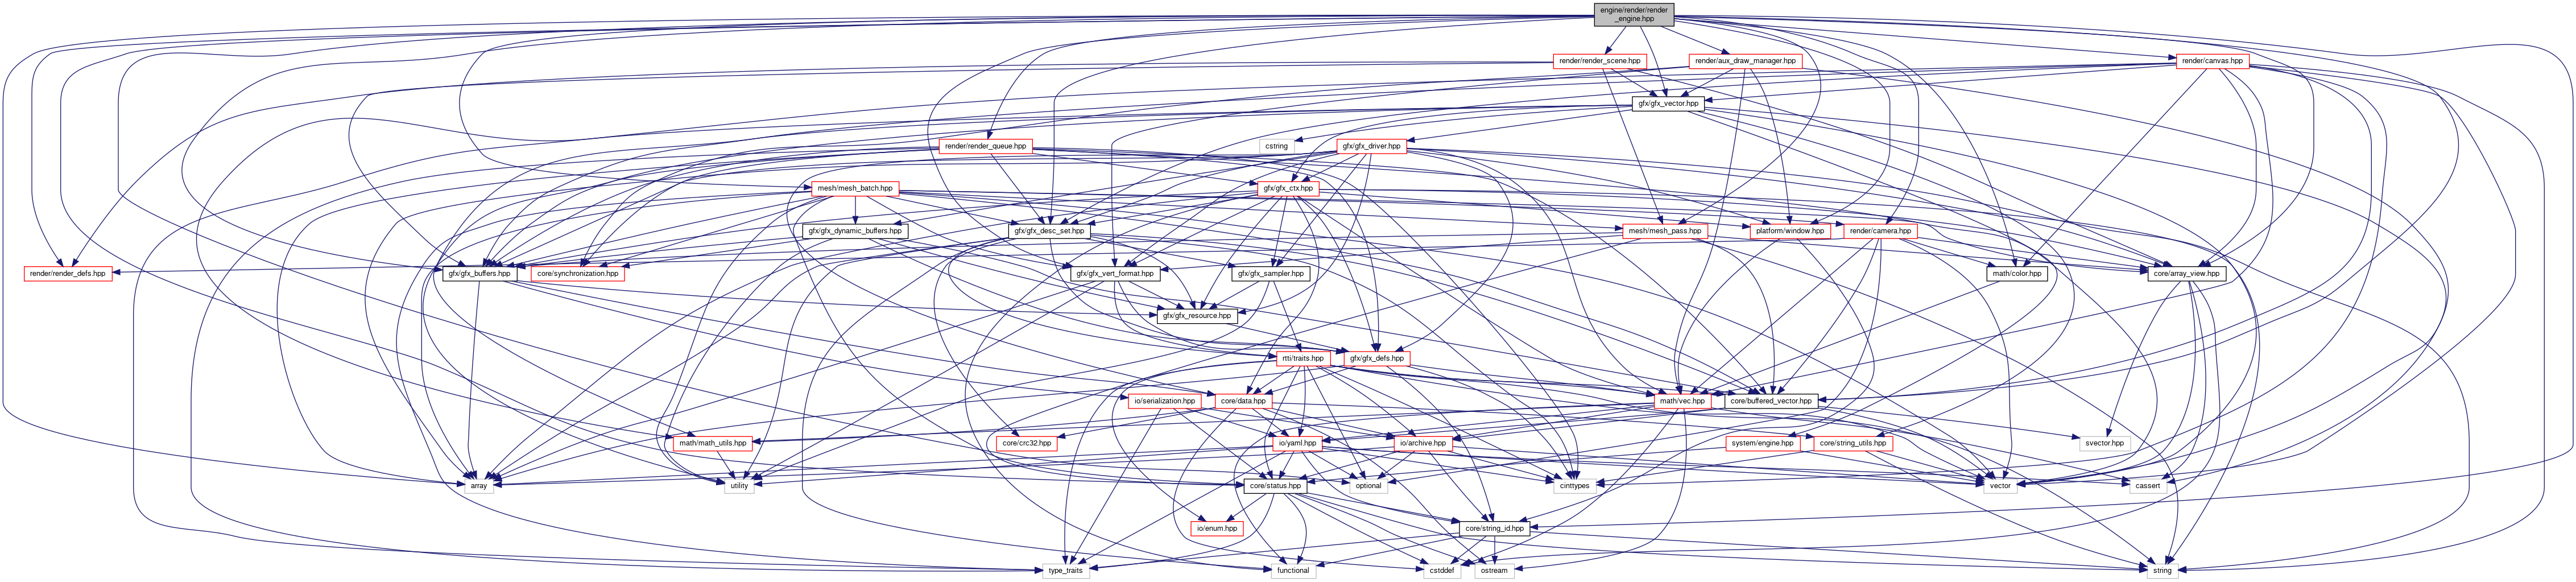 engine/render/render
_engine.hpp
render/render_scene.hpp
render/aux_draw_manager.hpp
render/canvas.hpp
gfx/gfx_vector.hpp
render/render_queue.hpp
cstring
gfx/gfx_driver.hpp
mesh/mesh_batch.hpp
gfx/gfx_ctx.hpp
gfx/gfx_dynamic_buffers.hpp
gfx/gfx_desc_set.hpp
mesh/mesh_pass.hpp
platform/window.hpp
render/camera.hpp
render/render_defs.hpp
gfx/gfx_buffers.hpp
core/synchronization.hpp
gfx/gfx_vert_format.hpp
gfx/gfx_sampler.hpp
math/color.hpp
core/array_view.hpp
gfx/gfx_resource.hpp
rtti/traits.hpp
gfx/gfx_defs.hpp
io/serialization.hpp
core/data.hpp
math/vec.hpp
core/buffered_vector.hpp
math/math_utils.hpp
core/crc32.hpp
io/yaml.hpp
io/archive.hpp
system/engine.hpp
core/string_utils.hpp
svector.hpp
array
utility
core/status.hpp
optional
cinttypes
vector
cassert
io/enum.hpp
core/string_id.hpp
type_traits
functional
cstddef
ostream
string